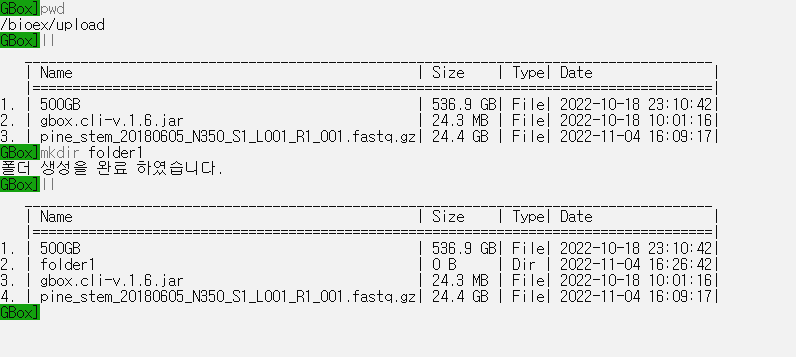 GBox]pwd
/bioex/upload
GBox]ll
| Name | Size | Type| Date |
|=====================================================================================|
1. | 500GB | 536.9 GB| File| 2022-10-18 23:10:42|
2. | gbox.cli-v.1.6.jar | 24.3 MB | File| 2022-10-18 10:01:16|
3. | pine_stem_20180605_N350_S1_L001_R1_001.fastq.gz| 24.4 GB | File| 2022-11-04 16:09:17|
GBox]mkdir folder1
폴더 생성을 완료 하였습니다.
GBox]ll
| Name | Size | Type| Date |
|=====================================================================================|
1. | 500GB | 536.9 GB| File| 2022-10-18 23:10:42|
2. | folder1 | 0 B | Dir | 2022-11-04 16:26:42|
3. | gbox.cli-v.1.6.jar | 24.3 MB | File| 2022-10-18 10:01:16|
4. | pine_stem_20180605_N350_S1_L001_R1_001.fastq.gz| 24.4 GB | File| 2022-11-04 16:09:17|
GBox]